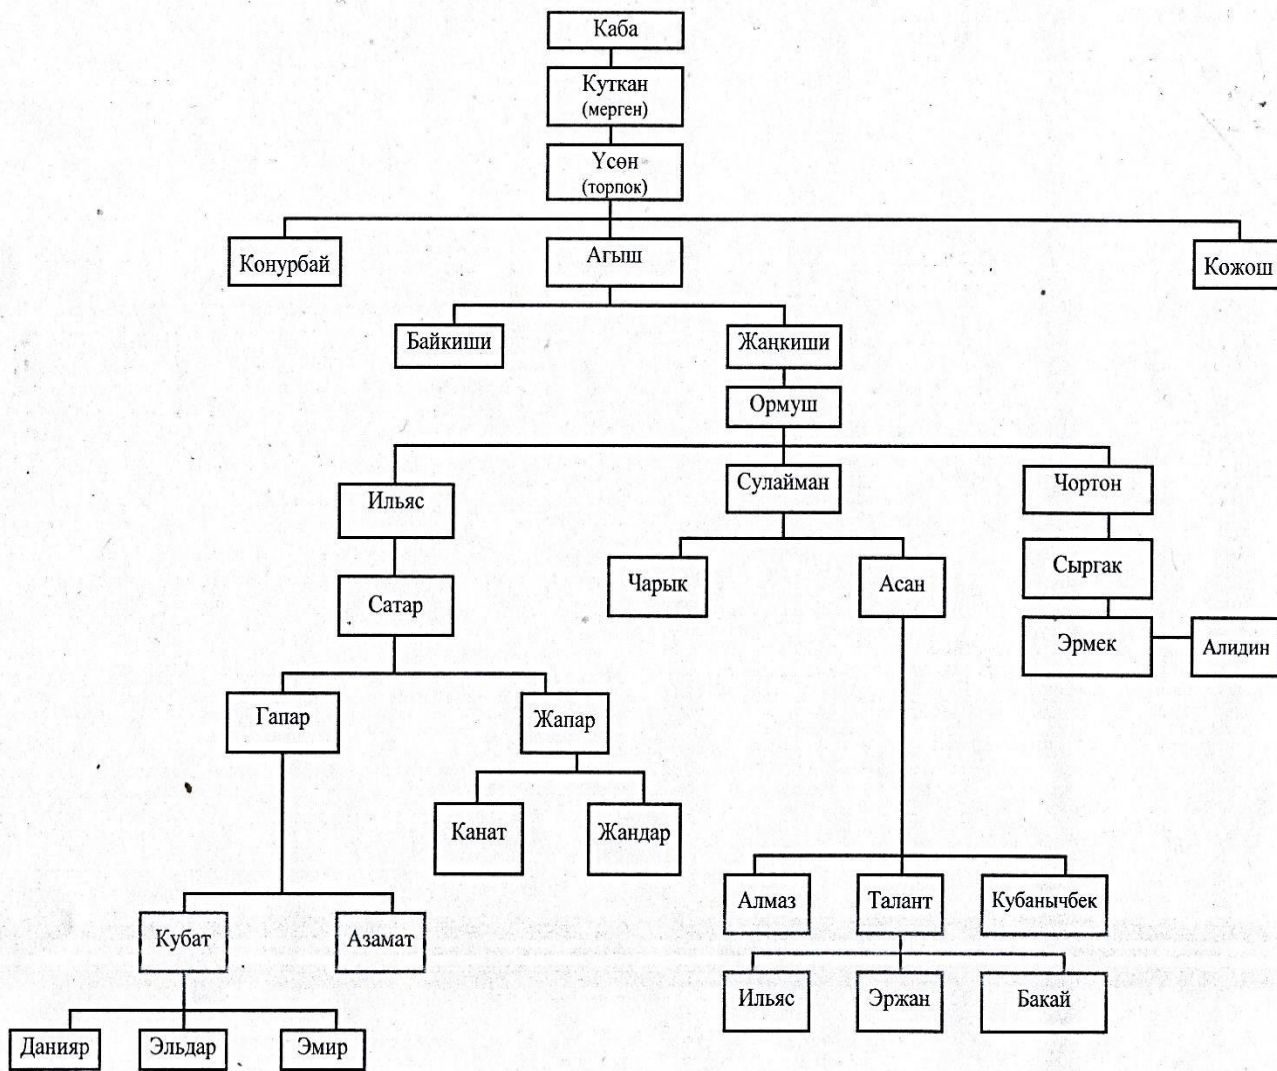 Каба
Куткан
(мерген)
Үсөн
(торпок)
Конурбай
Агыш
Кожош
Байкиши
Жаңкиши
Ормуш
Ильяс
Сулайман
Чортон
Чарык
Асан
Сыргак
Сатар
Эрмек
Алидин
Гапар
Жапар
Канат
Жандар
Алмаз
Талант
Кубанычбек
Кубат
Азамат
Ильяс
Эржан
Бакай
Данияр
Эльдар
Эмир